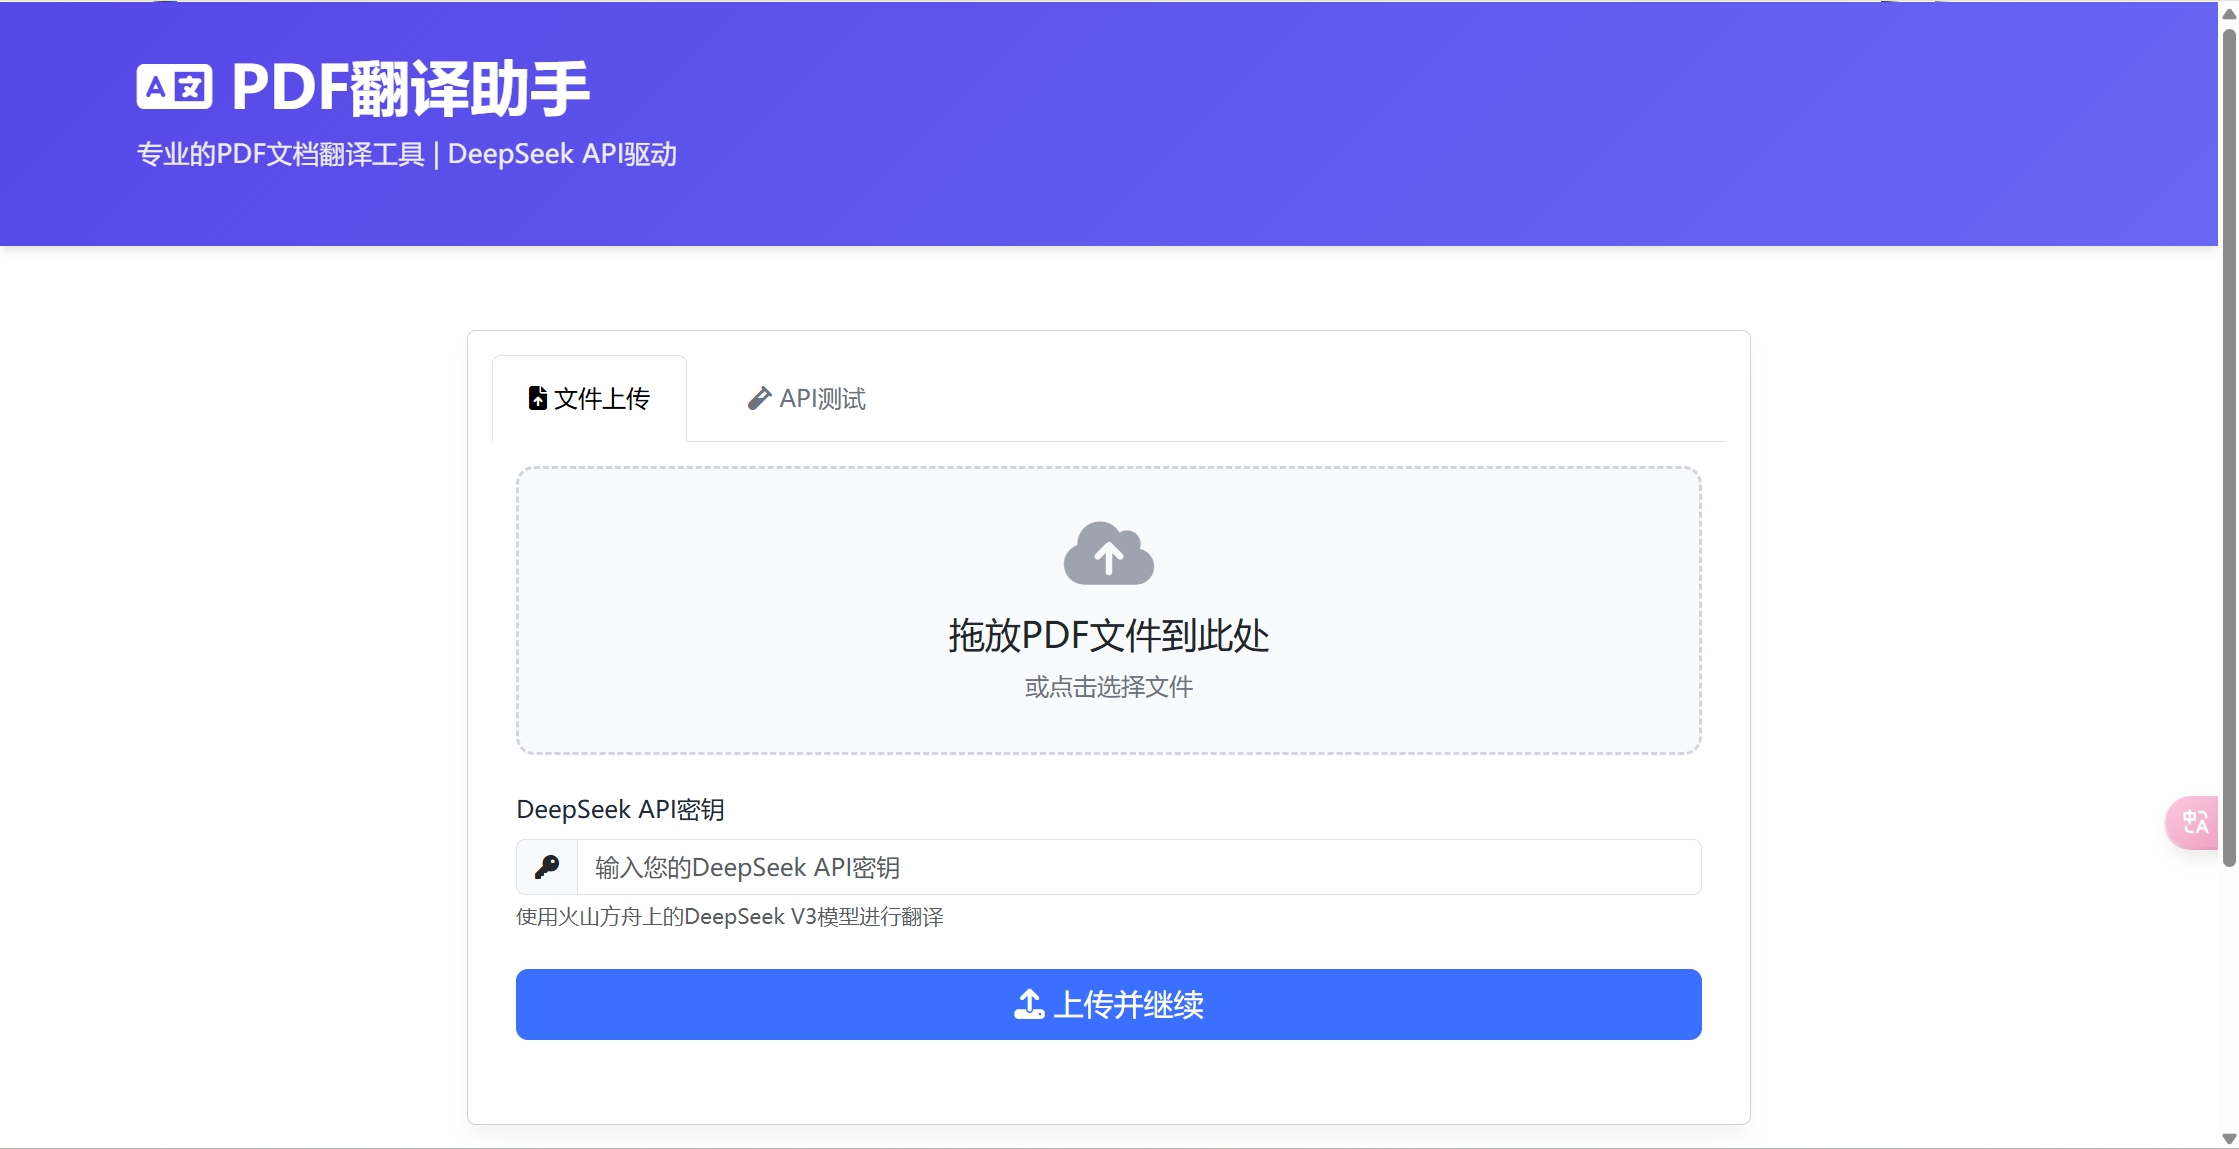 PDF翻译助手
专业的PDF文档翻译工具 | DeepSeek API驱动
文件上传
API测试
拖放PDF文件到此处
或点击选择文件
DeepSeek API密钥
输入您的DeepSeek API密钥
使用火山方舟上的DeepSeek V3模型进行翻译
上传并继续